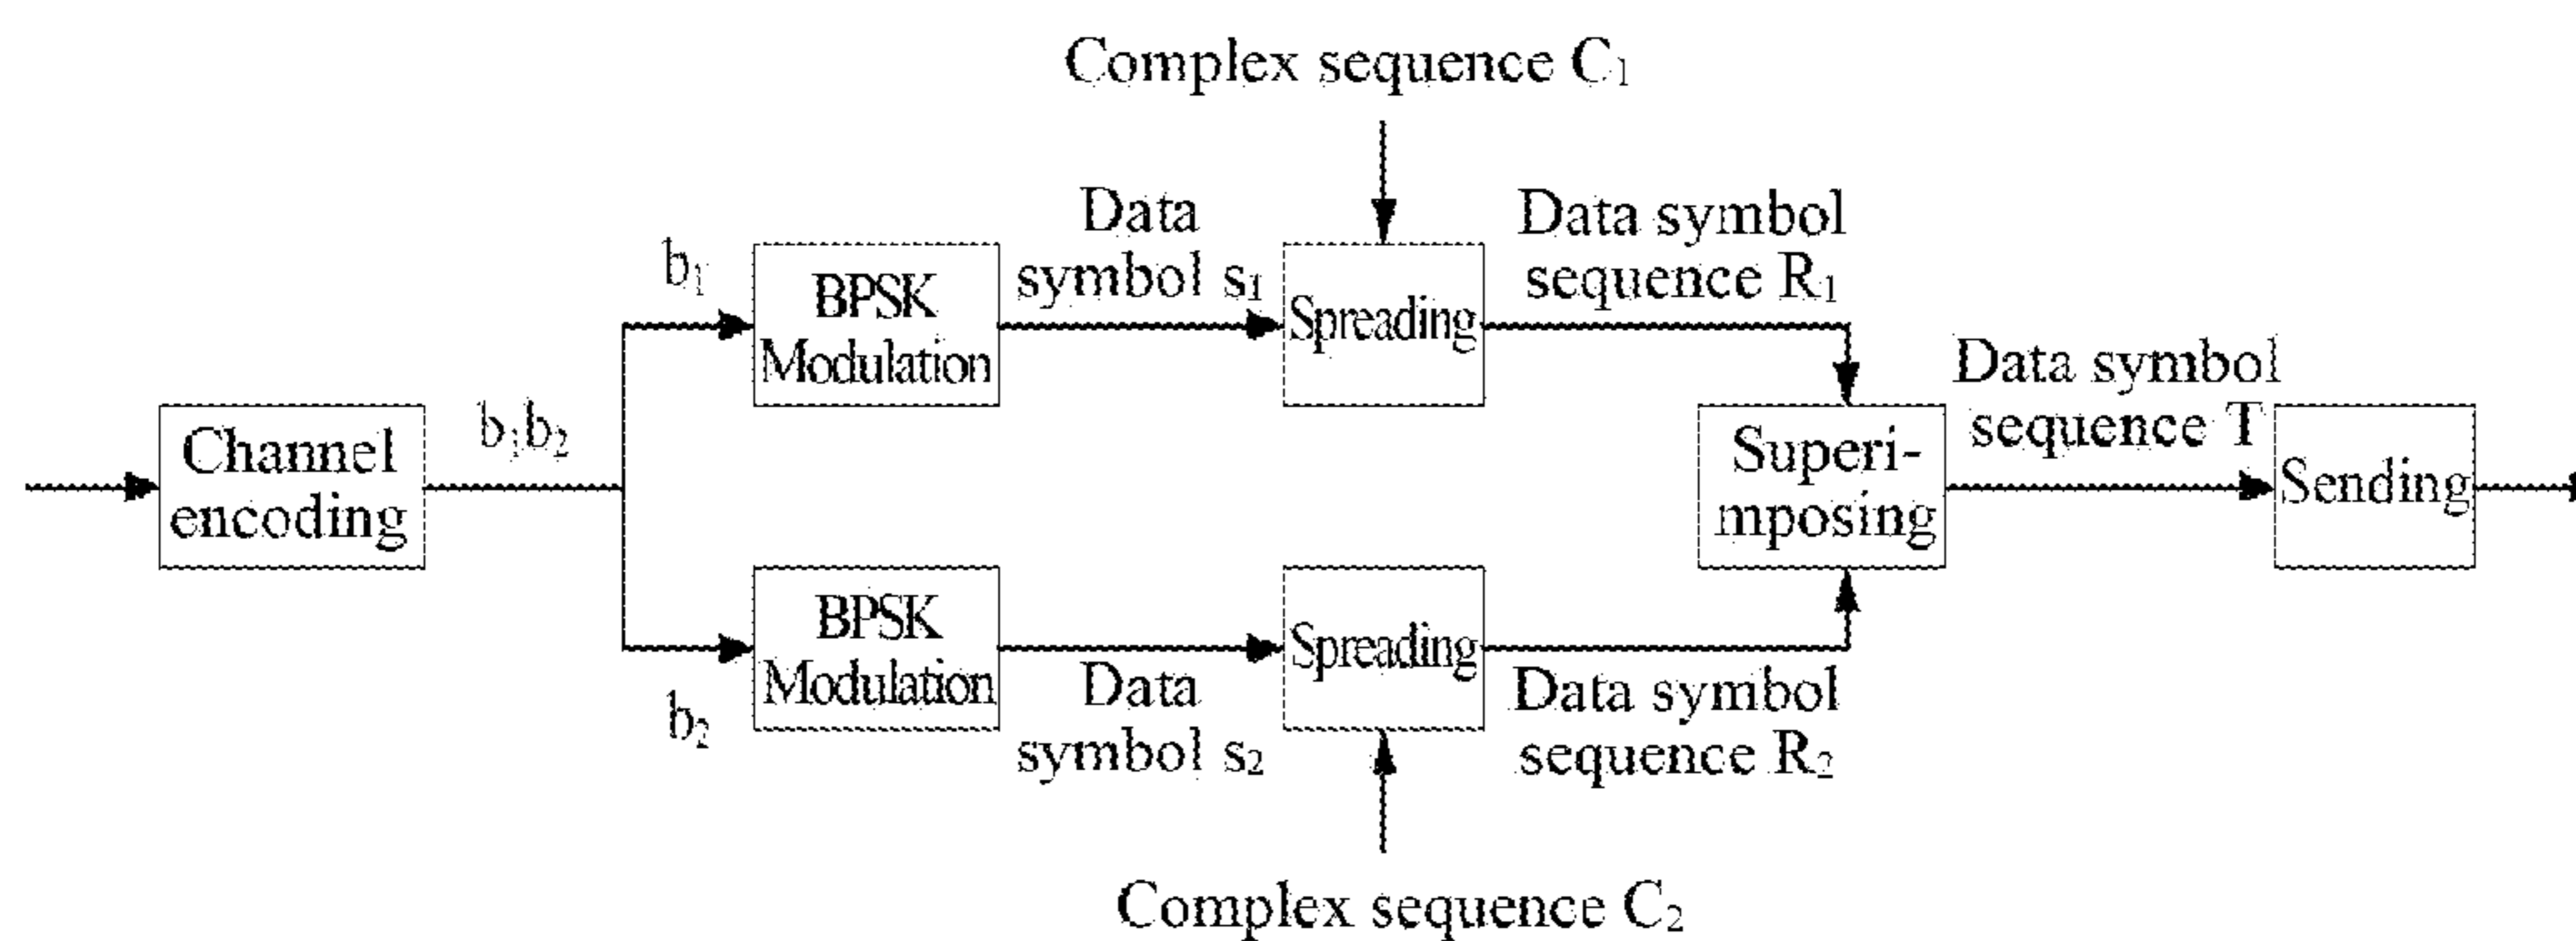 Complex sequence C₁
b₁
BPSK
Modulation
Data
symbol s₁
Spreading
Data symbol
sequence R₁
Channel
encoding
b₁b₂
Superi-
mposing
Data symbol
sequence T
Sending
b₂
BPSK
Modulation
Data
symbol s₂
Spreading
Data symbol
sequence R₂
Complex sequence C₂